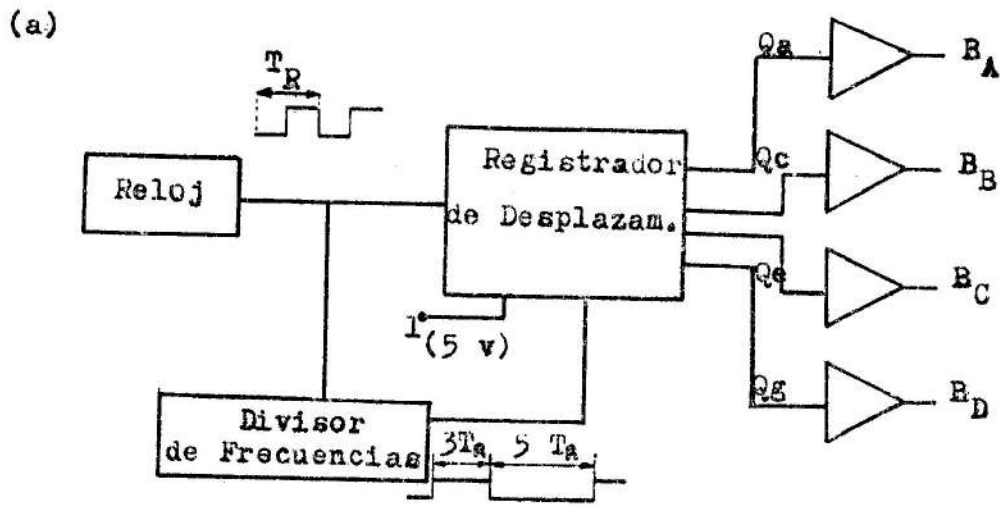 (a)
T_R
Reloj
Registrador
de Desplazam.
1
(5 v)
Divisor
de Frecuencias
3Ta
5 Ta
Qa
Qc
Qe
Qg
B_A
B_B
B_C
B_D